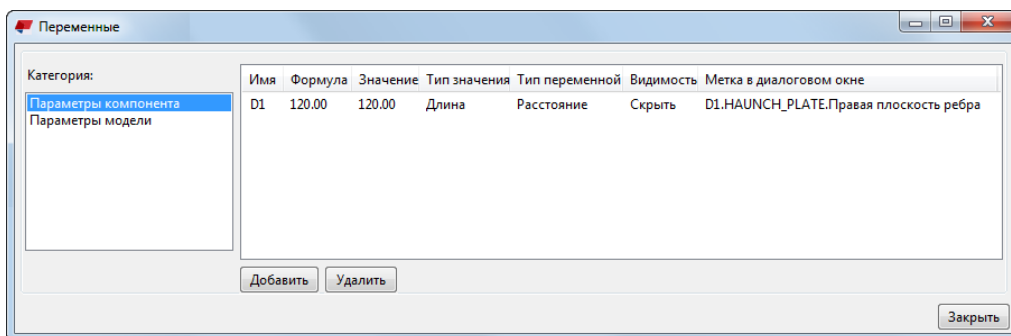 Переменные
Категория:
Параметры компонента
Параметры модели
Имя Формула Значение Тип значения Тип переменной Видимость Метка в диалоговом окне
D1 120.00 120.00 Длина Расстояние Скрыть D1.HAUNCH_PLATE.Правая плоскость ребра
Добавить Удалить
Закрыть